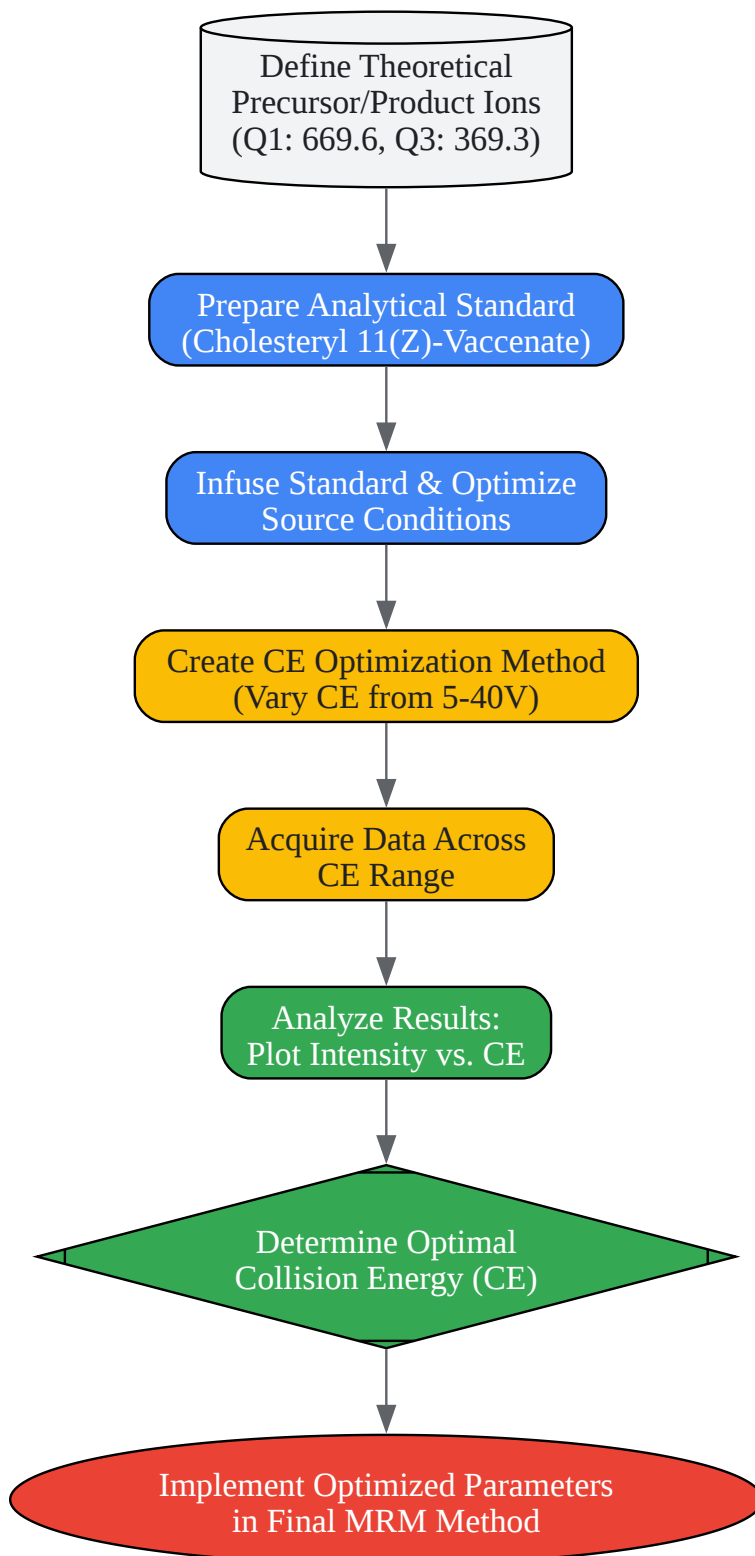 Define Theoretical
Precursor/Product Ions
(Q1: 669.6, Q3: 369.3)
Prepare Analytical Standard
(Cholesteryl 11(Z)-Vaccenate)
Infuse Standard & Optimize
Source Conditions
Create CE Optimization Method
(Vary CE from 5-40V)
Acquire Data Across
CE Range
Analyze Results:
Plot Intensity vs. CE
Determine Optimal
Collision Energy (CE)
Implement Optimized Parameters
in Final MRM Method